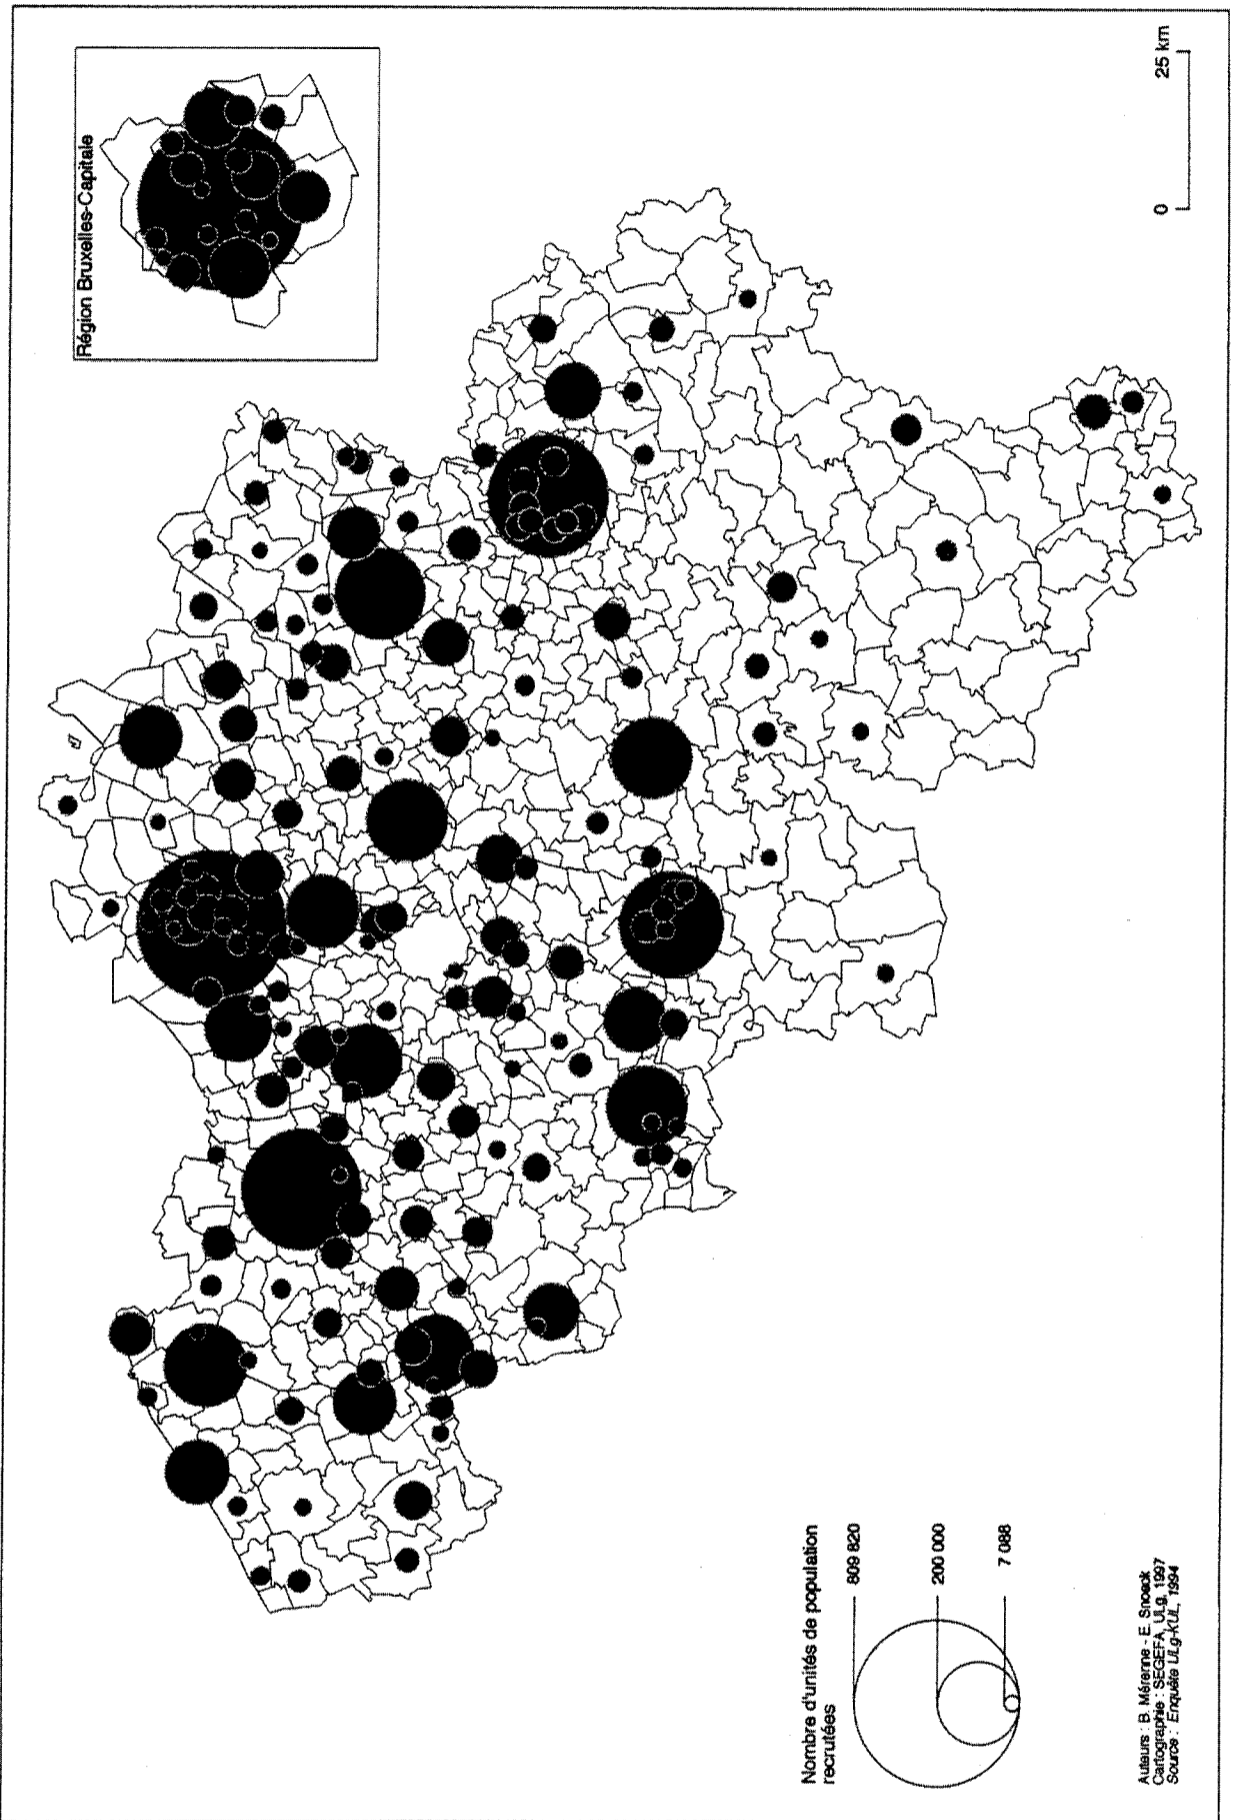 Région Bruxelles-Capitale
0
25 km
Nombre d'unités de population
recrutées
809 820
200 000
7 088
Auteurs : B. Mérenne - E. Snoeck
Cartographie : SEGEFA, ULg, 1997
Source : Enquête ULg-KUL, 1994